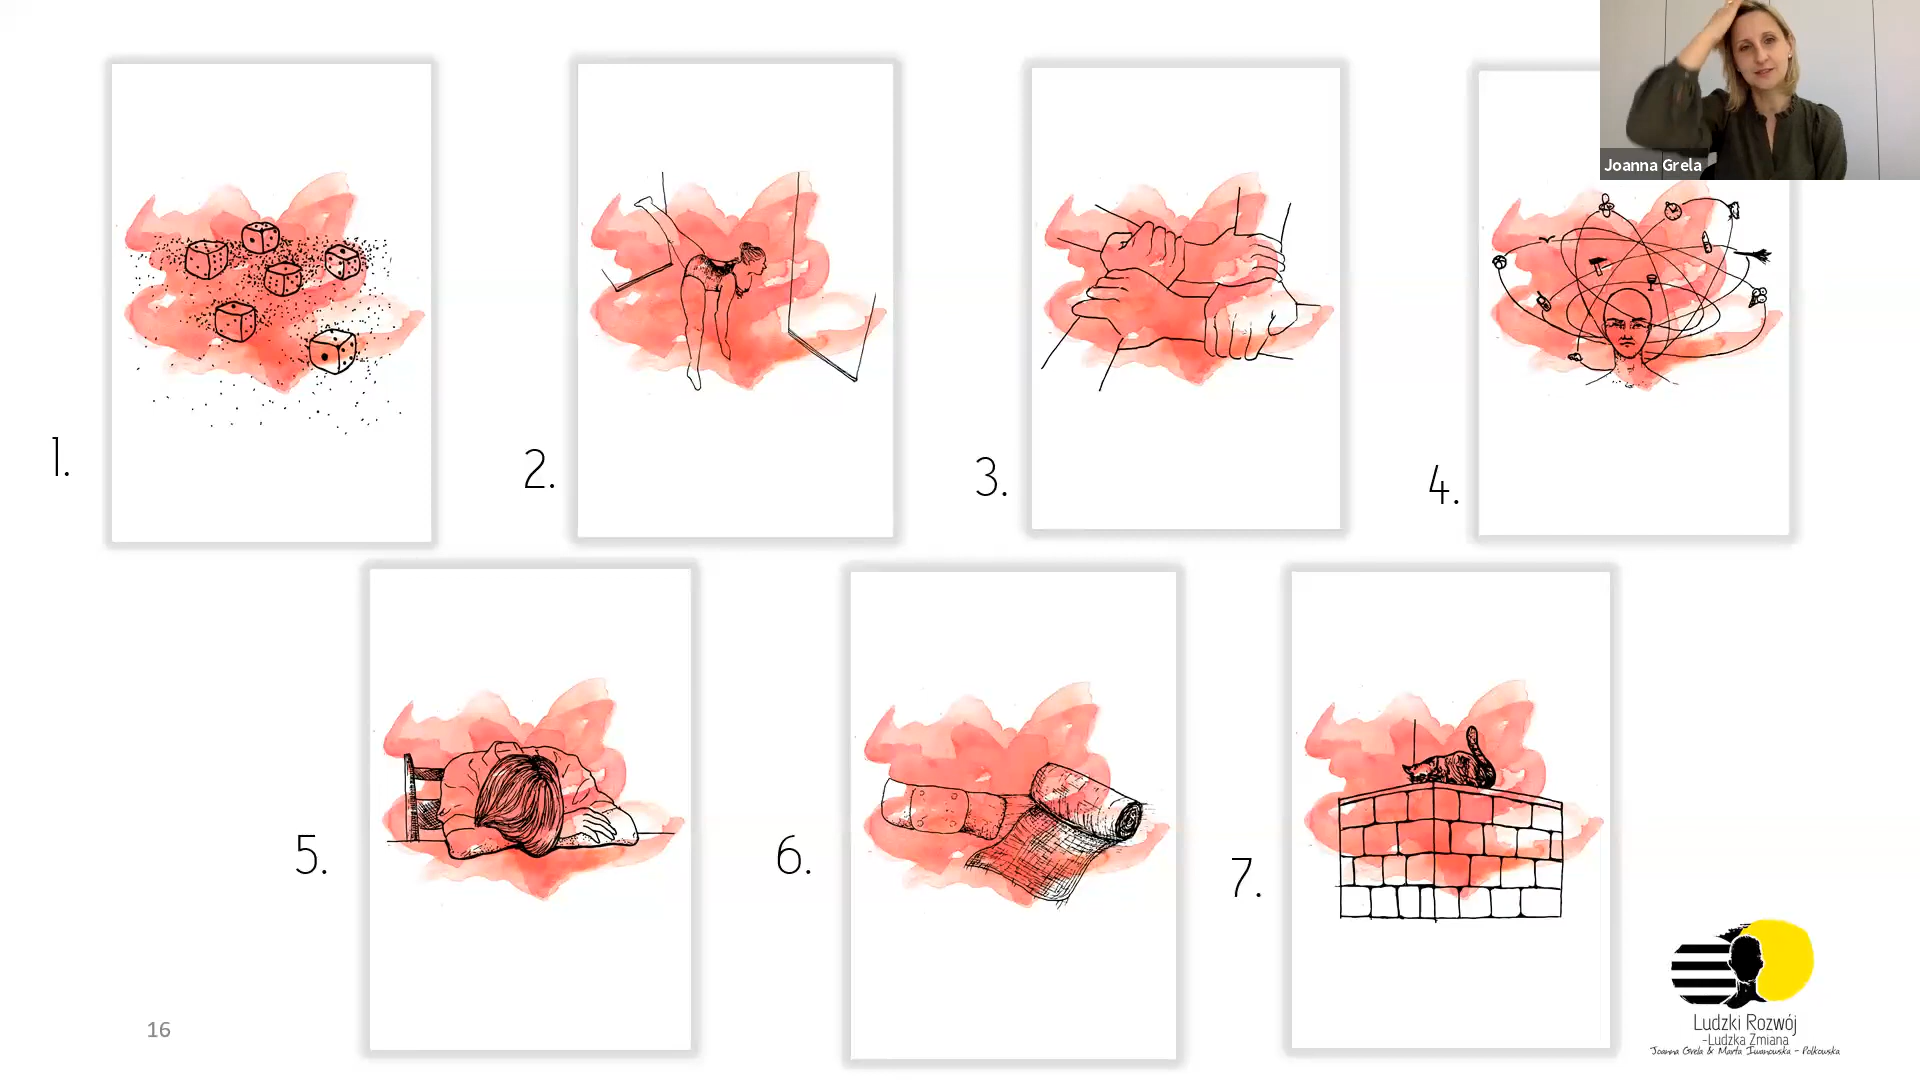 Joanna Grela
1.
2.
3.
4.
5.
6.
7.
16
Ludzki Rozwój
-Ludzka Zmiana
Joanna Grela & Marta Iwanowska - Polkowska